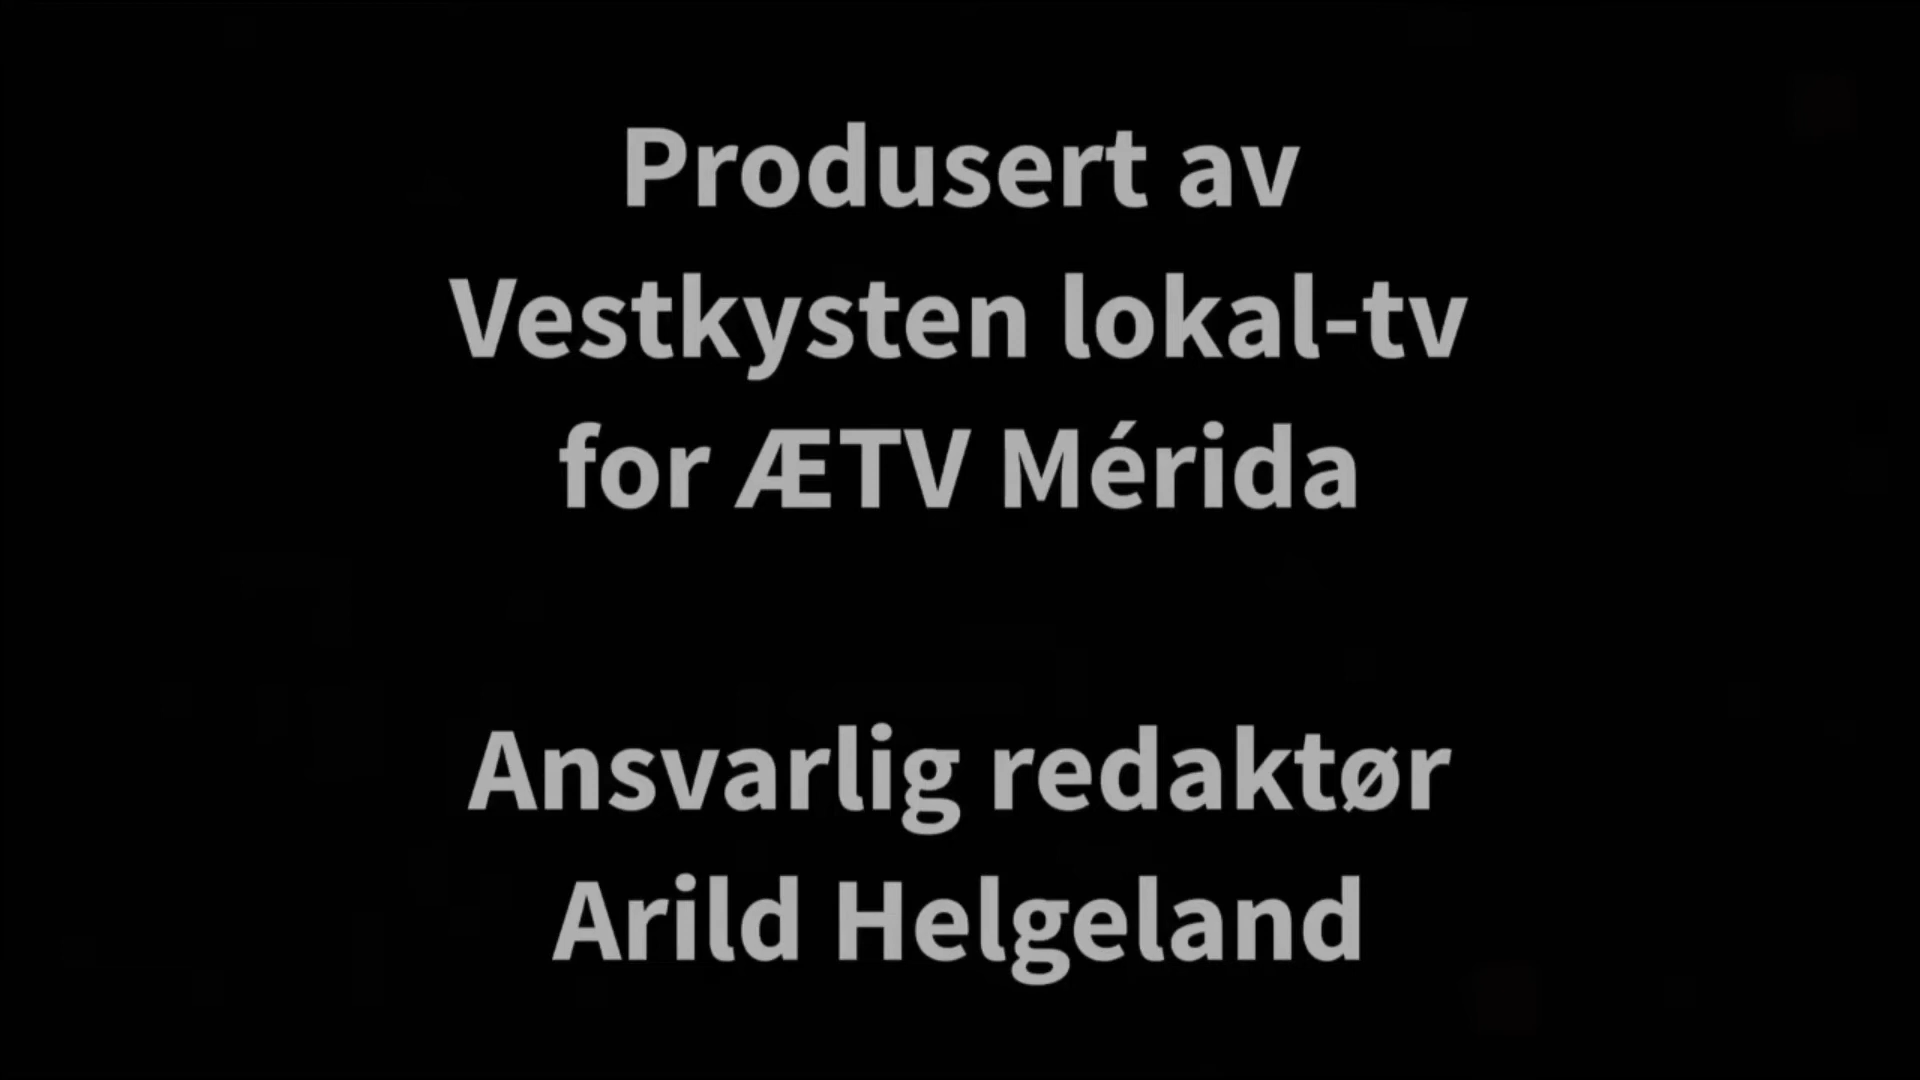 Produsert av
Vestkysten lokal-tv
for ÆTV Mérida
Ansvarlig redaktør
Arild Helgeland